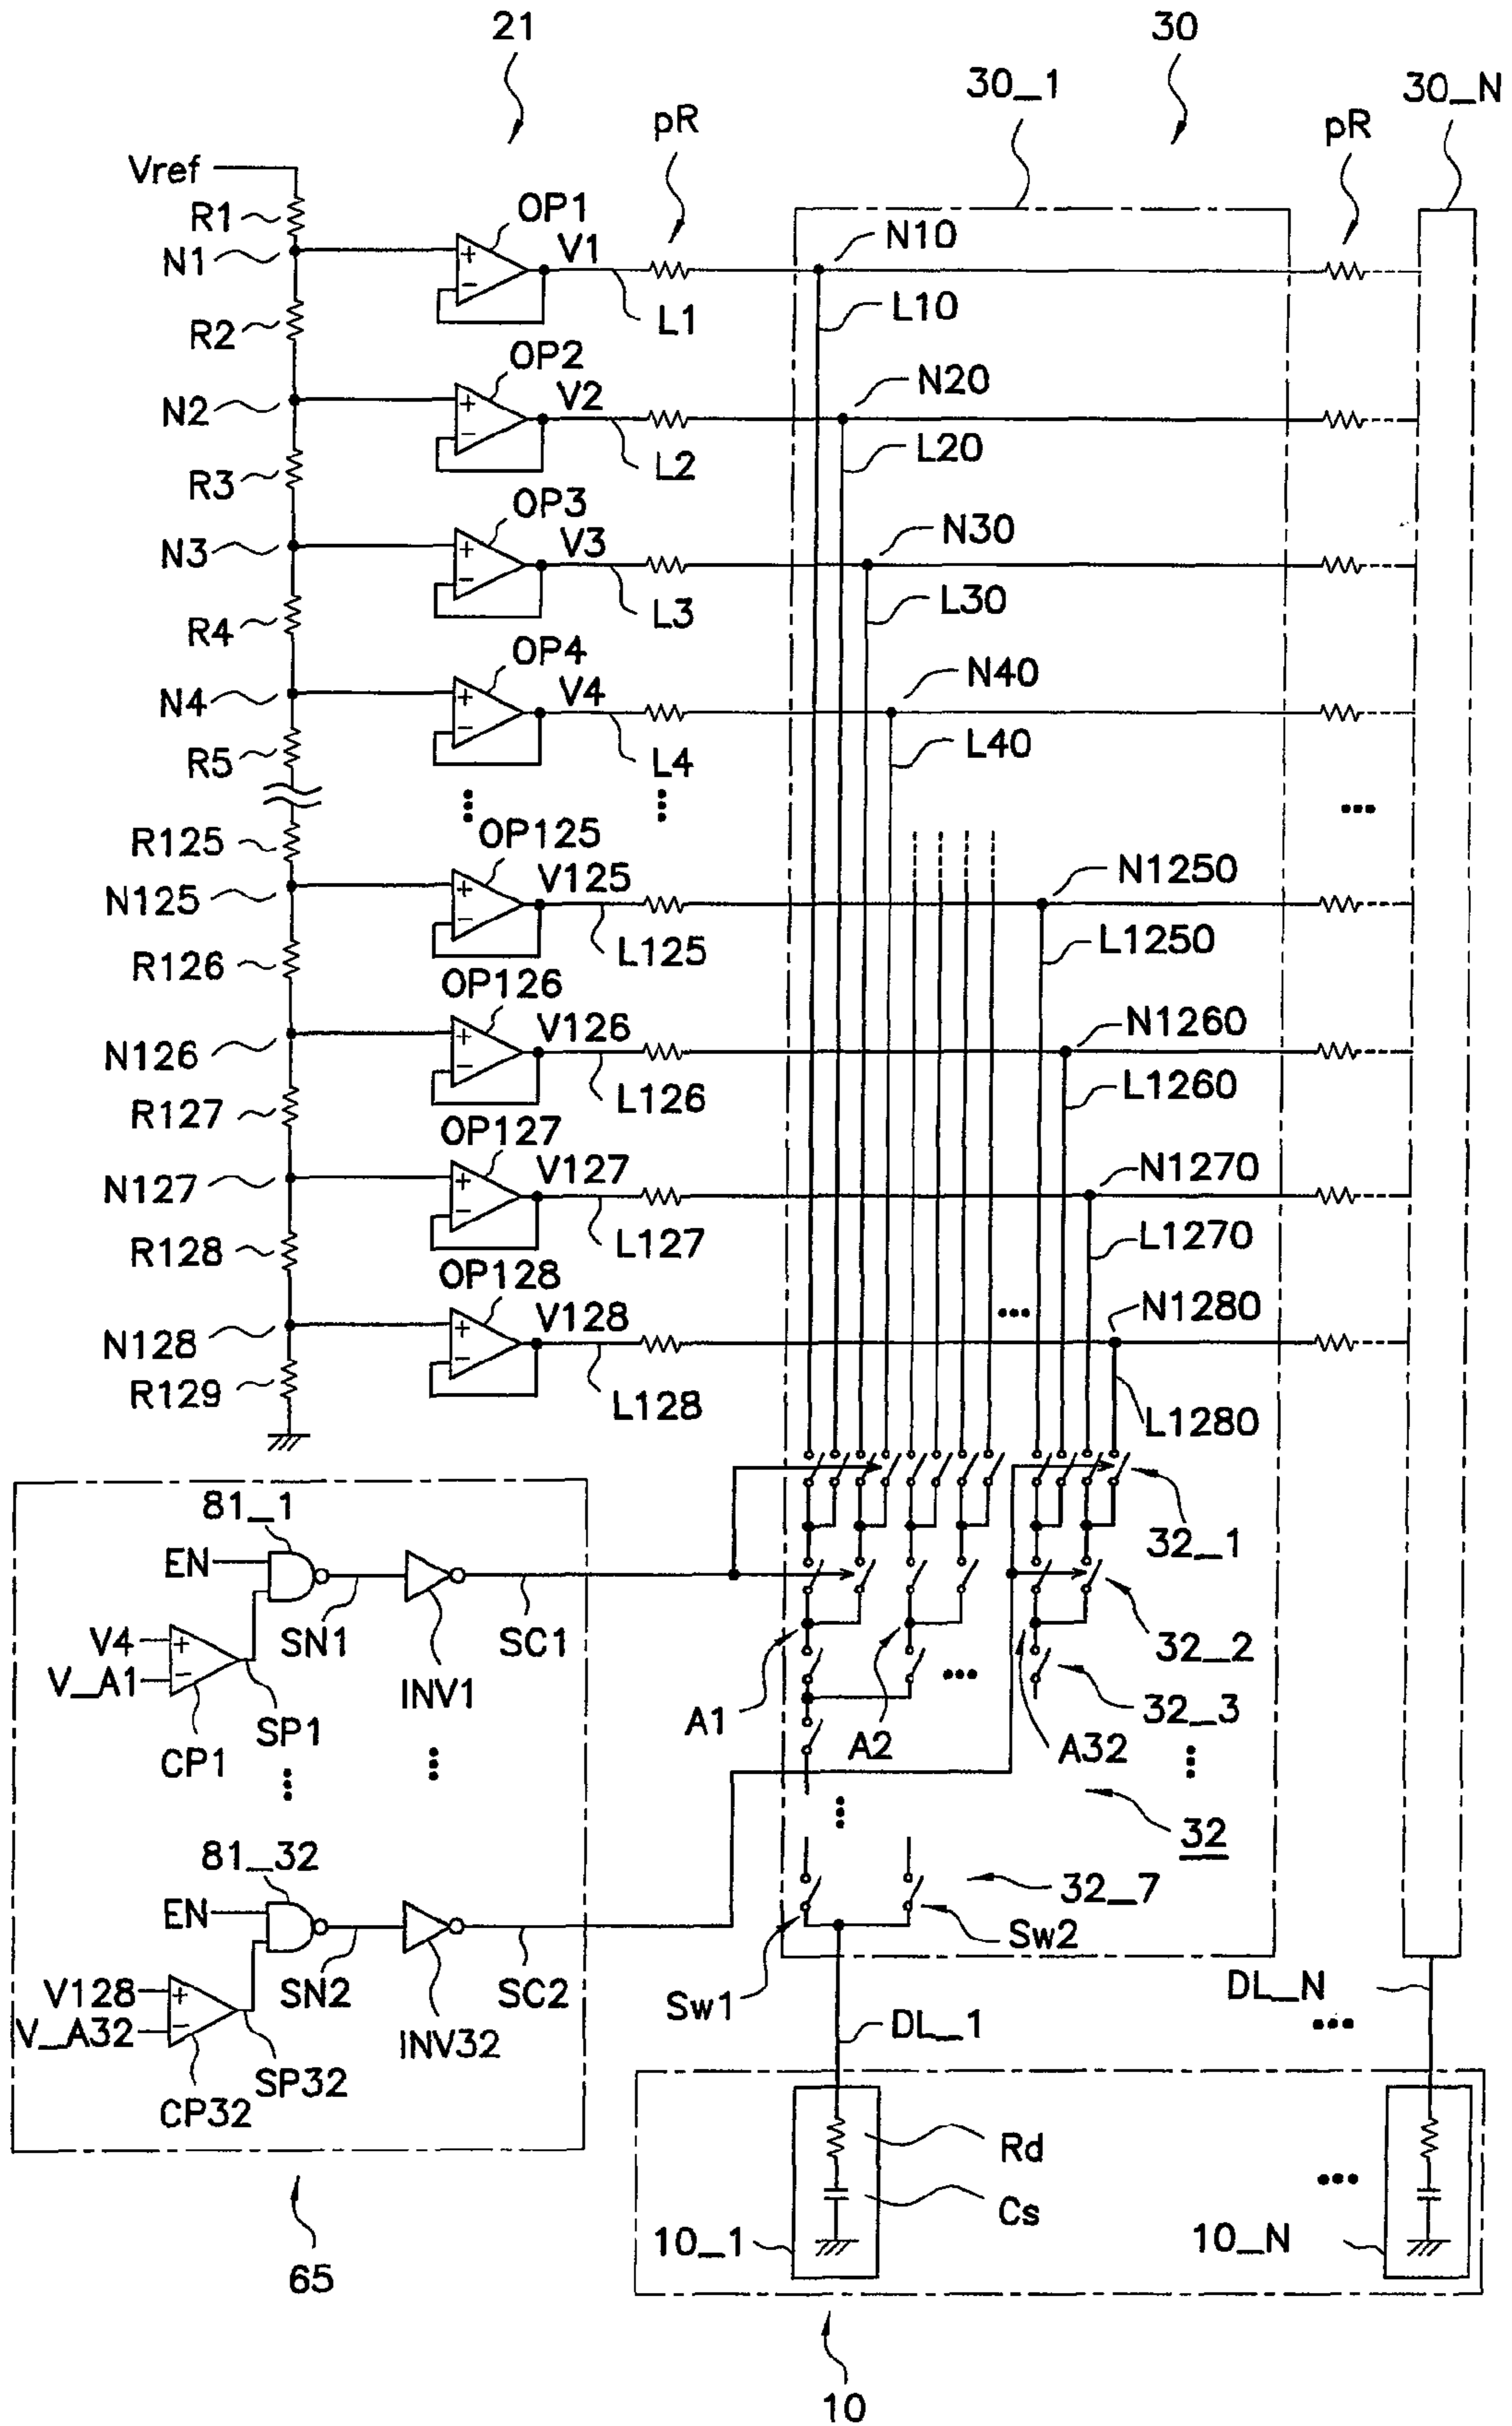 21
30
30_1
30_N
pR
pR
Vref
R1
OP1
V1
N10
N1
L1
L10
R2
OP2
V2
N20
N2
L2
L20
R3
OP3
V3
N30
N3
L3
L30
R4
OP4
V4
N40
N4
L4
L40
R5
R125
OP125
V125
N1250
N125
L125
L1250
R126
OP126
V126
N1260
N126
L126
L1260
R127
OP127
V127
N1270
N127
L127
L1270
R128
OP128
V128
N1280
N128
L128
L1280
R129
81_1
EN
32_1
V4
V_A1
SN1
SC1
32_2
INV1
SP1
CP1
A1
A2
A32
32_3
32
81_32
EN
32_7
Sw2
V128
V_A32
SN2
SC2
Sw1
DL_1
DL_N
INV32
SP32
CP32
Rd
Cs
10_1
10_N
65
10
+
−
+
−
+
−
+
−
+
−
+
−
+
−
+
−
+
−
+
−